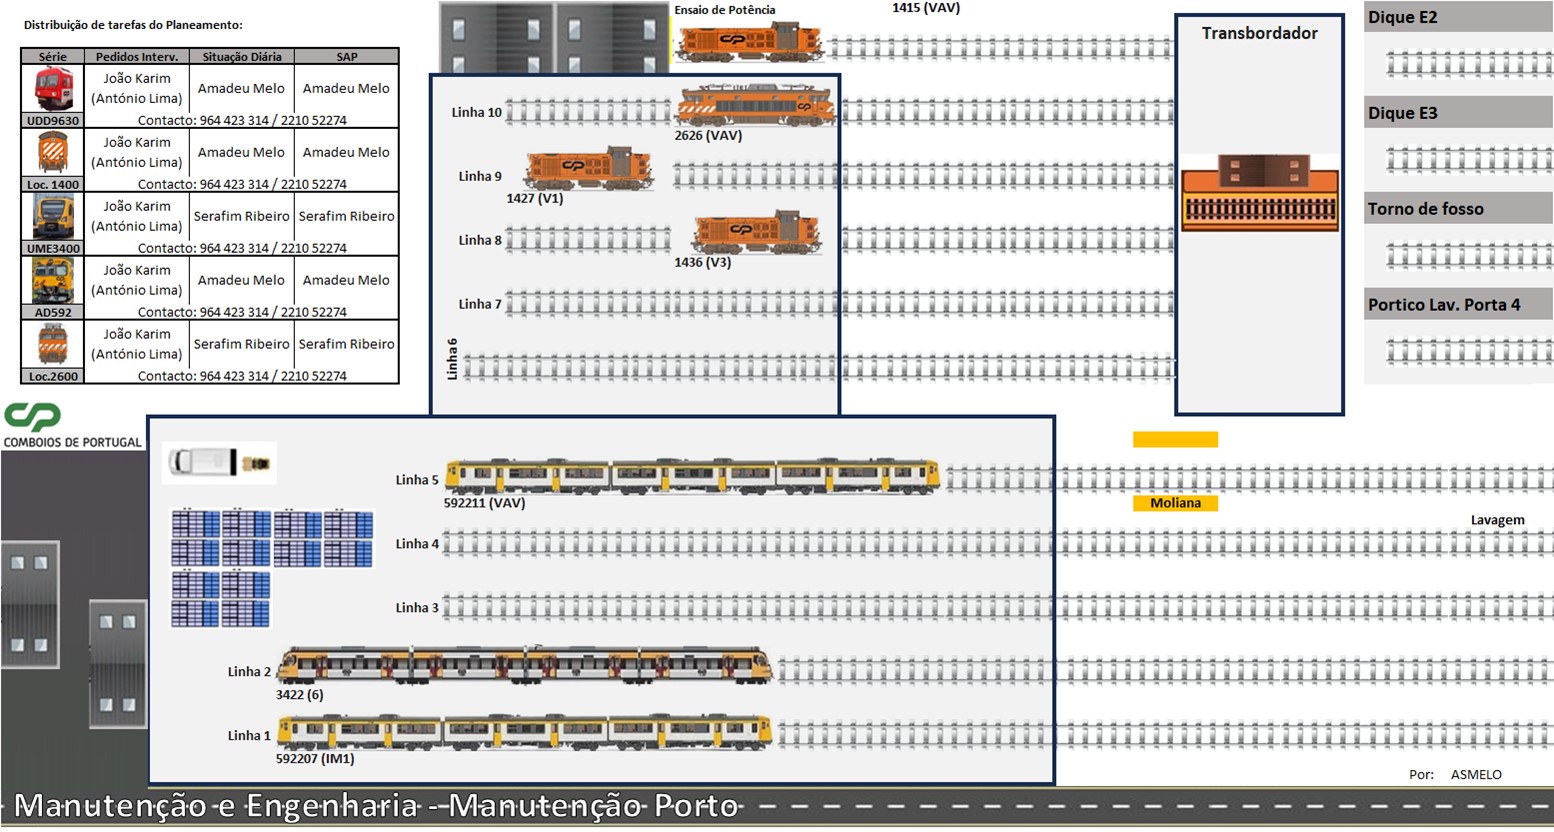 Distribuição de tarefas do Planeamento:
Série Pedidos Interv. Situação Diária SAP
João Karim
(António Lima) Amadeu Melo Amadeu Melo
UDD9630 Contacto: 964 423 314 / 2210 52274
João Karim
(António Lima) Amadeu Melo Amadeu Melo
Loc. 1400 Contacto: 964 423 314 / 2210 52274
João Karim
(António Lima) Serafim Ribeiro Serafim Ribeiro
UME3400 Contacto: 964 423 314 / 2210 52274
João Karim
(António Lima) Amadeu Melo Amadeu Melo
AD592 Contacto: 964 423 314 / 2210 52274
João Karim
(António Lima) Serafim Ribeiro Serafim Ribeiro
Loc.2600 Contacto: 964 423 314 / 2210 52274
CP
COMBOIOS DE PORTUGAL
Ensaio de Potência
1415 (VAV)
Linha 10
2626 (VAV)
Linha 9
1427 (V1)
Linha 8
1436 (V3)
Linha 7
Linha 6
Transbordador
Dique E2
Dique E3
Torno de fosso
Portico Lav. Porta 4
Linha 5
592211 (VAV)
Moliana
Lavagem
Linha 4
Linha 3
Linha 2
3422 (6)
Linha 1
592207 (IM1)
Por: ASMELO
Manutenção e Engenharia - Manutenção Porto